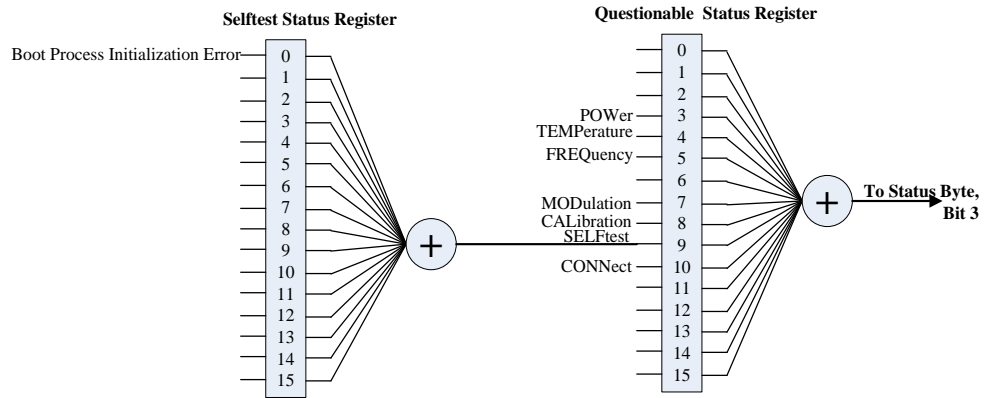 Selftest Status Register
Boot Process Initialization Error
0
1
2
3
4
5
6
7
8
9
10
11
12
13
14
15
+
Questionable Status Register
POWer
TEMPerature
FREQuency
MODulation
CALibration
SELFtest
CONNect
0
1
2
3
4
5
6
7
8
9
10
11
12
13
14
15
+
To Status Byte,
Bit 3